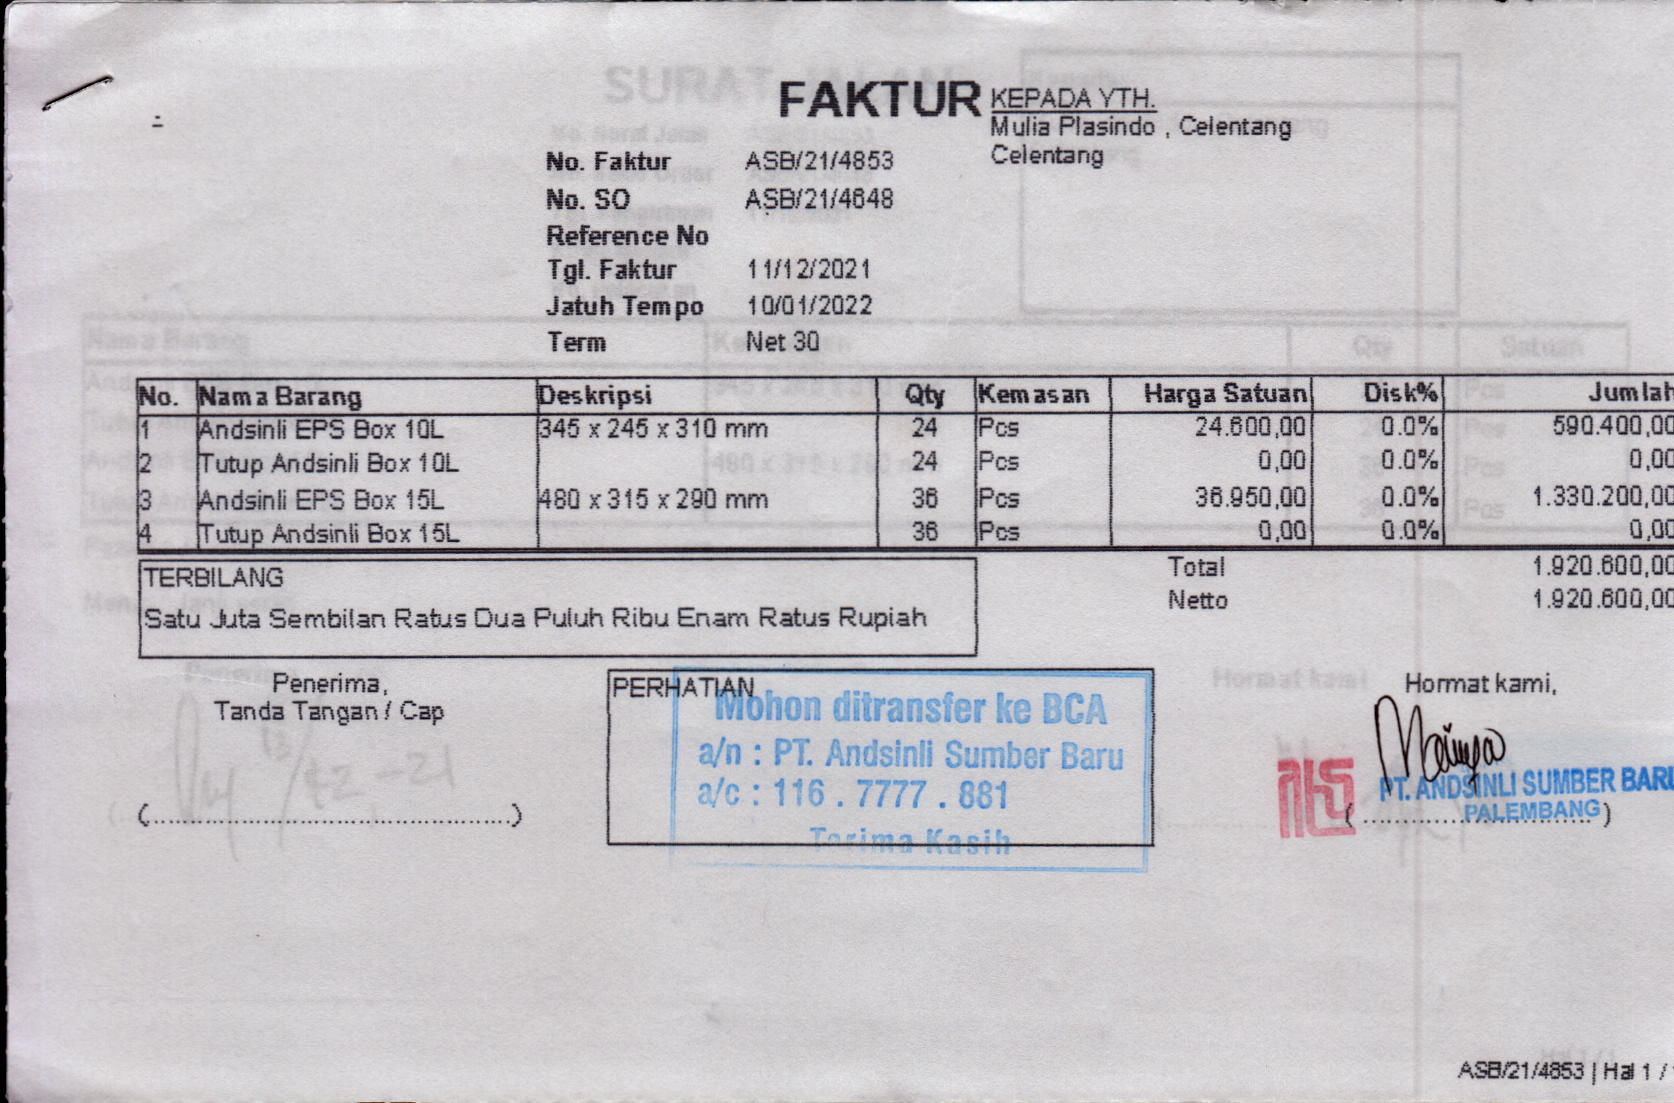 FAKTUR
KEPADA YTH.
Mulia Plasindo , Celentang
Celentang
No. Faktur ASB/21/4853
No. SO ASB/21/4648
Reference No
Tgl. Faktur 11/12/2021
Jatuh Tempo 10/01/2022
Term Net 30
No. Nama Barang Deskripsi Qty Kemasan Harga Satuan Disk% Jumlah
1 Andsinli EPS Box 10L 345 x 245 x 310 mm 24 Pcs 24.600,00 0.0% 590.400,00
2 Tutup Andsinli Box 10L 24 Pcs 0,00 0.0% 0,00
3 Andsinli EPS Box 15L 480 x 315 x 290 mm 36 Pcs 36.950,00 0.0% 1.330.200,00
4 Tutup Andsinli Box 15L 36 Pcs 0,00 0.0% 0,00
Total 1.920.600,00
Netto 1.920.600,00
TERBILANG
Satu Juta Sembilan Ratus Dua Puluh Ribu Enam Ratus Rupiah
Penerima,
Tanda Tangan / Cap
(..............................................)
PERHATIAN
Mohon ditransfer ke BCA
a/n : PT. Andsinli Sumber Baru
a/c : 116 . 7777 . 881
Terima Kasih
Hormat kami,
PT. ANDSINLI SUMBER BARU
PALEMBANG
ASB/21/4853 | Hal 1 /